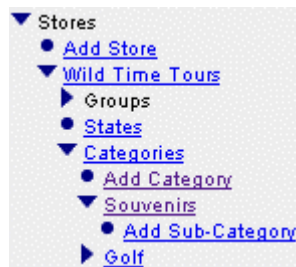 Stores
Add Store
Wild Time Tours
Groups
States
Categories
Add Category
Souvenirs
Add Sub-Category
Golf